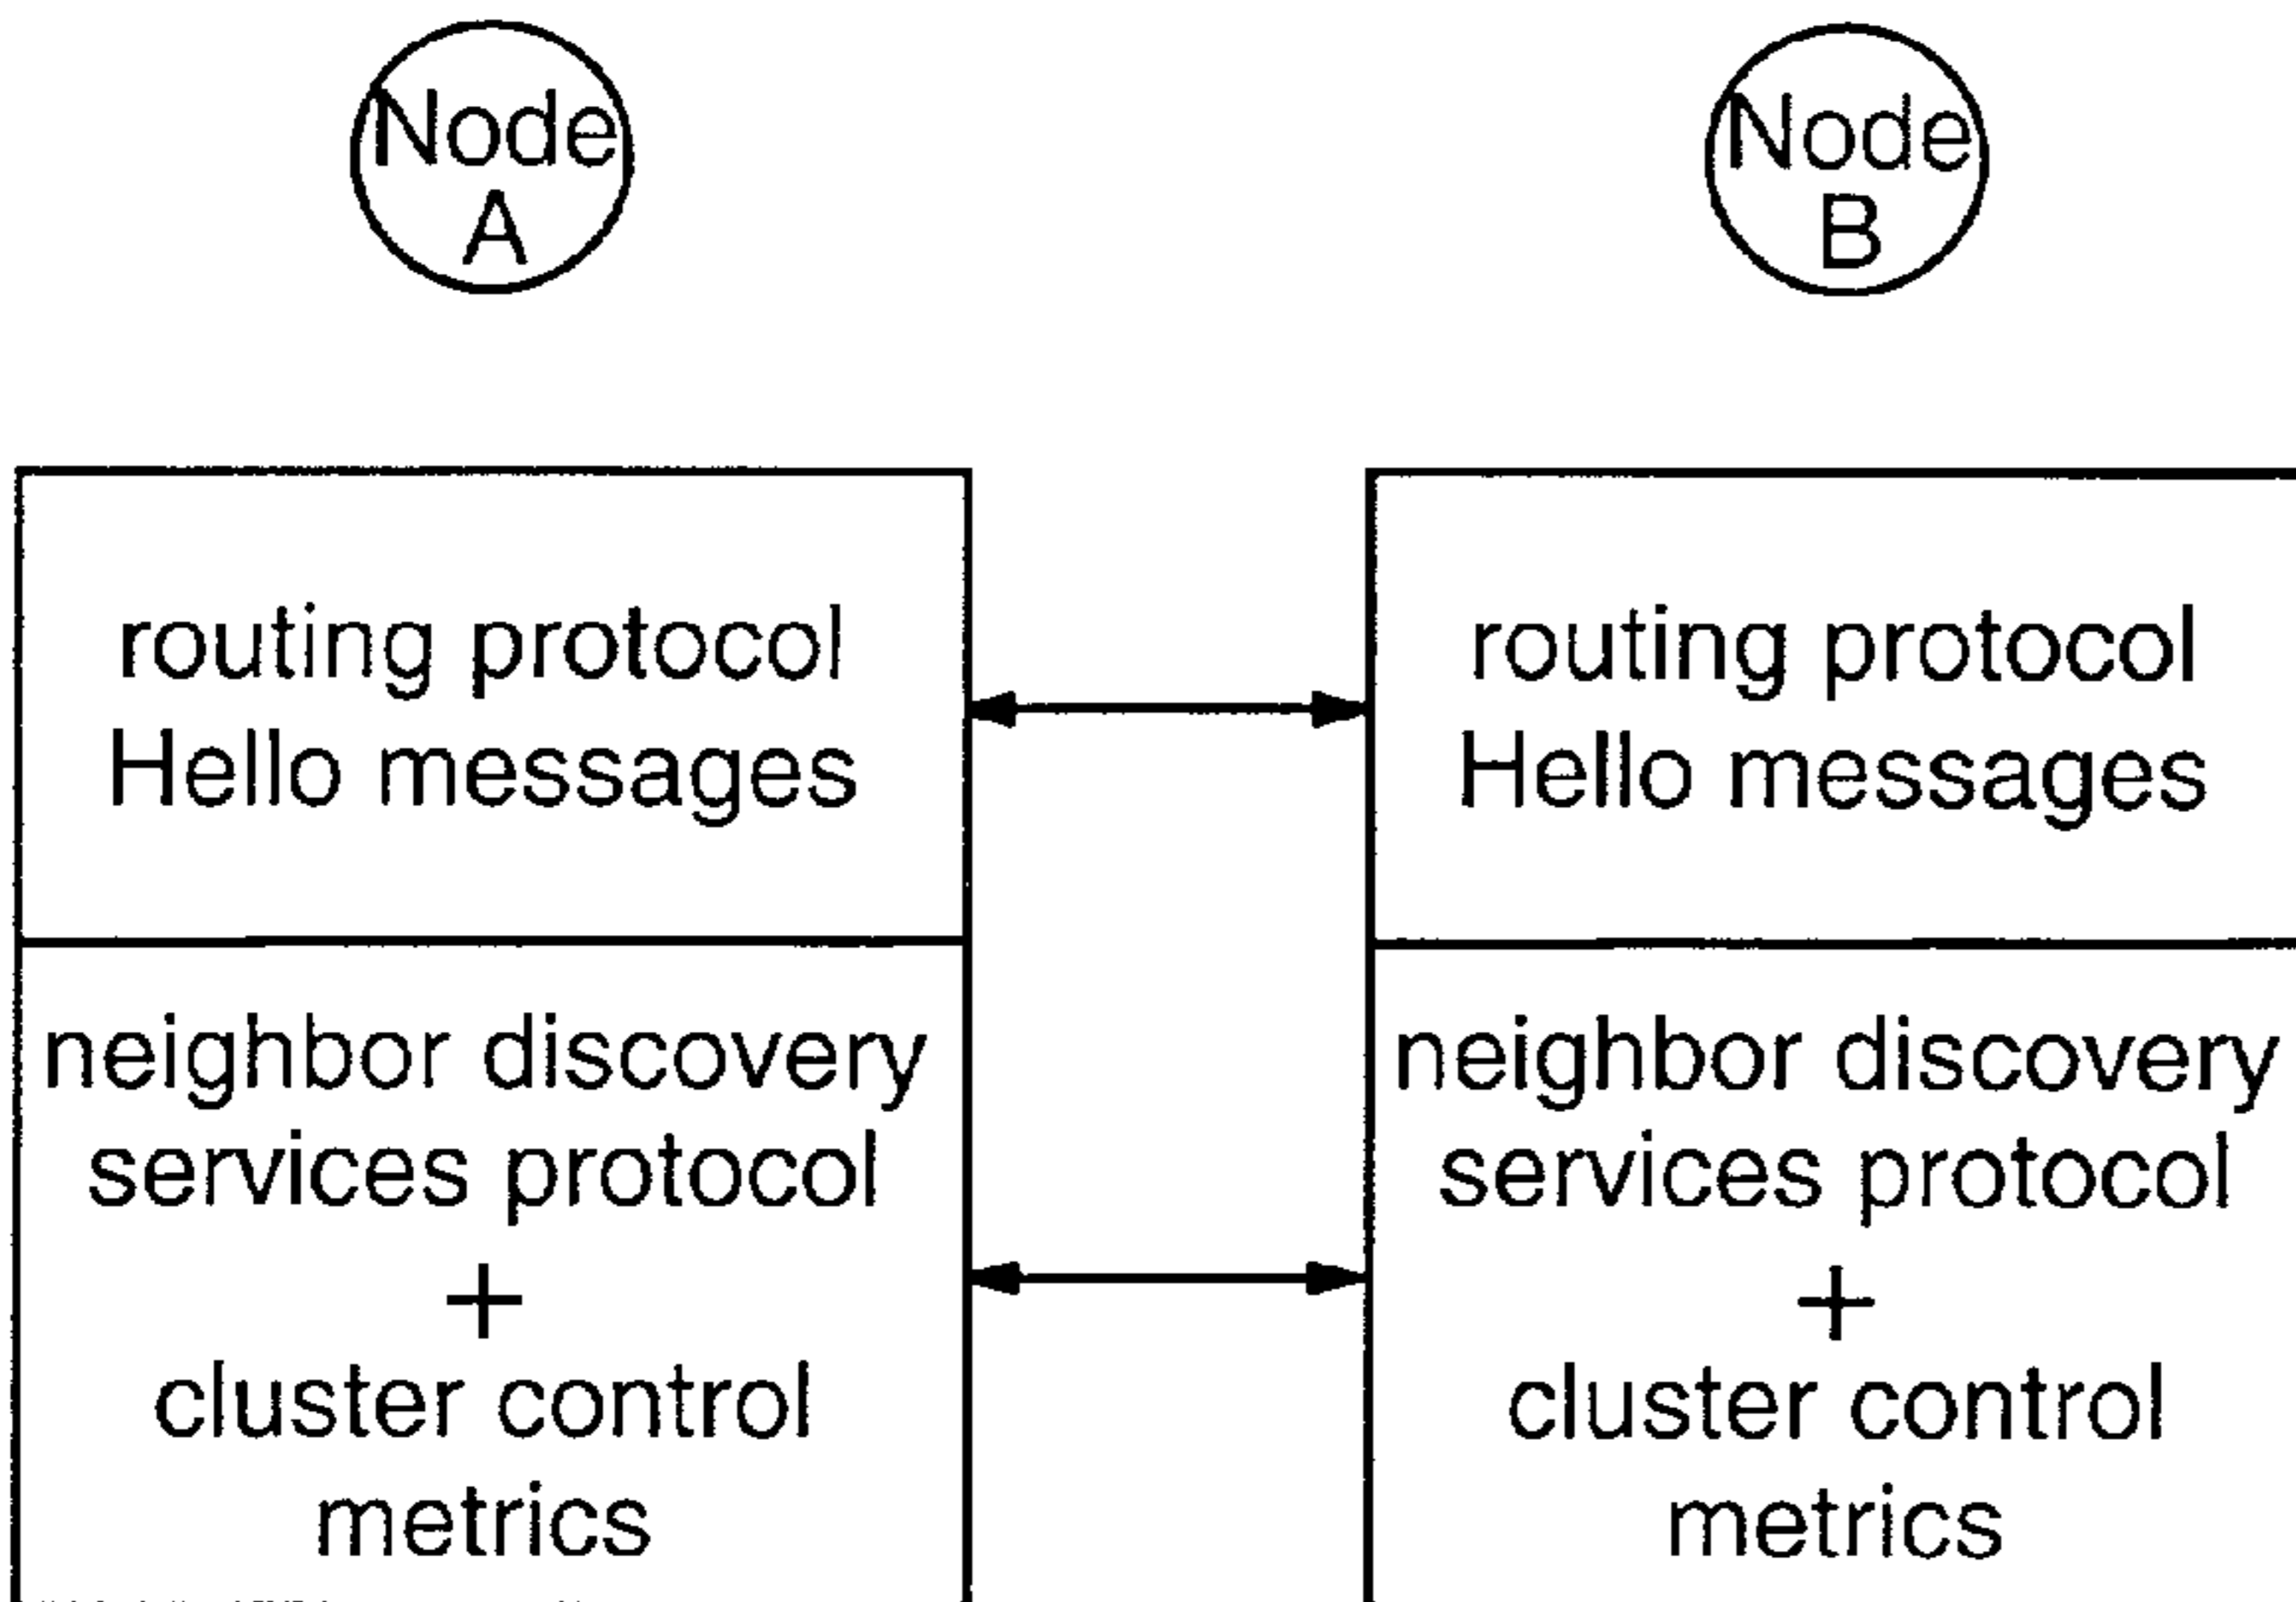 Node
A
Node
B
routing protocol
Hello messages
routing protocol
Hello messages
neighbor discovery
services protocol
+
cluster control
metrics
neighbor discovery
services protocol
+
cluster control
metrics